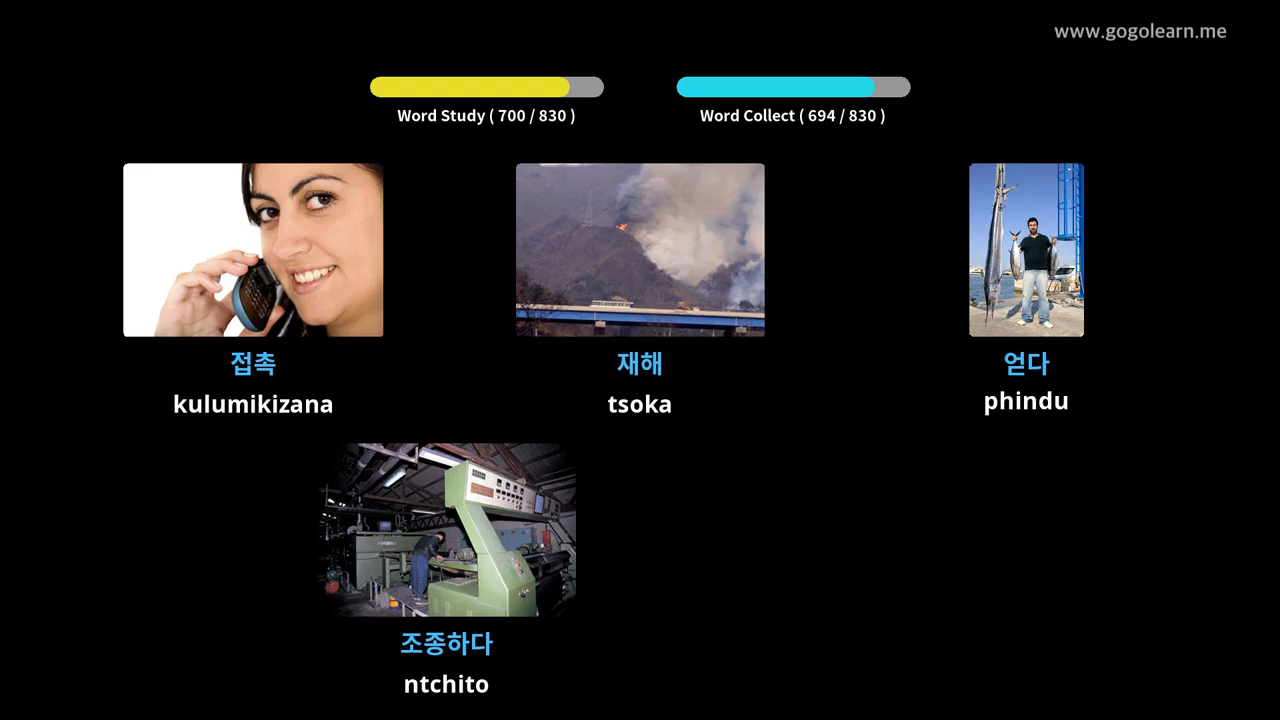 www.gogolearn.me
Word Study ( 700 / 830 )
Word Collect ( 694 / 830 )
접촉
kulumikizana
재해
tsoka
얻다
phindu
조종하다
ntchito